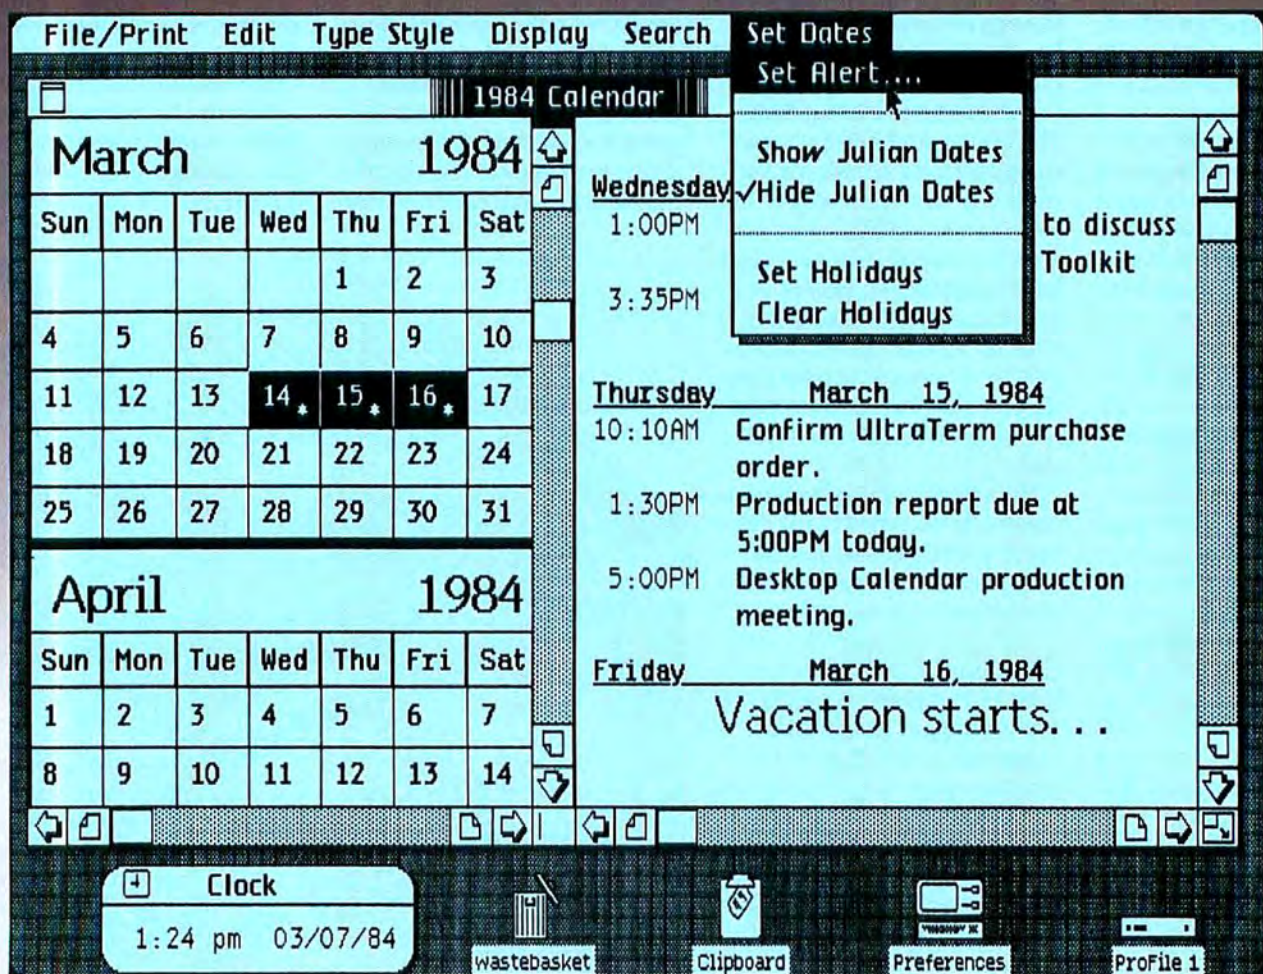 File/Print Edit Type Style Display Search Set Dates
Set Alert....
Show Julian Dates
✓Hide Julian Dates
Set Holidays
Clear Holidays
1984 Calendar
March 1984
Sun Mon Tue Wed Thu Fri Sat
1 2 3
4 5 6 7 8 9 10
11 12 13 14* 15* 16* 17
18 19 20 21 22 23 24
25 26 27 28 29 30 31
April 1984
Sun Mon Tue Wed Thu Fri Sat
1 2 3 4 5 6 7
8 9 10 11 12 13 14
Wednesday
1:00PM to discuss
Toolkit
3:35PM
Thursday March 15, 1984
10:10AM Confirm UltraTerm purchase
order.
1:30PM Production report due at
5:00PM today.
5:00PM Desktop Calendar production
meeting.
Friday March 16, 1984
Vacation starts...
Clock
1:24 pm 03/07/84
Wastebasket
Clipboard
Preferences
ProFile 1